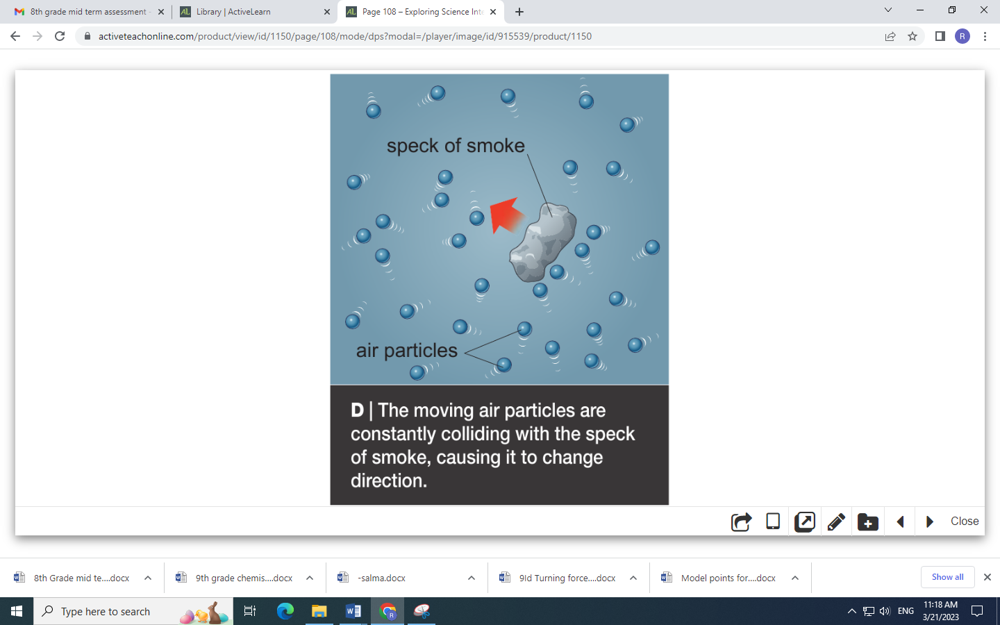 8th grade mid term assessment -
Library | ActiveLearn
Page 108 – Exploring Science Inte
activeteachonline.com/product/view/id/1150/page/108/mode/dps?modal=/player/image/id/915539/product/1150
R
speck of smoke
air particles
D | The moving air particles are
constantly colliding with the speck
of smoke, causing it to change
direction.
Close
8th Grade mid te....docx
9th grade chemis....docx
-salma.docx
9Id Turning force....docx
Model points for....docx
Show all
Type here to search
ENG
11:18 AM
3/21/2023